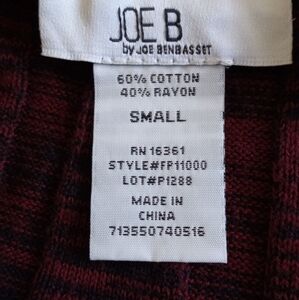 JOE B
by JOE BENBASSET
60% COTTON
40% RAYON
SMALL
RN 16361
STYLE#FP11000
LOT#P1288
MADE IN
CHINA
713550740516